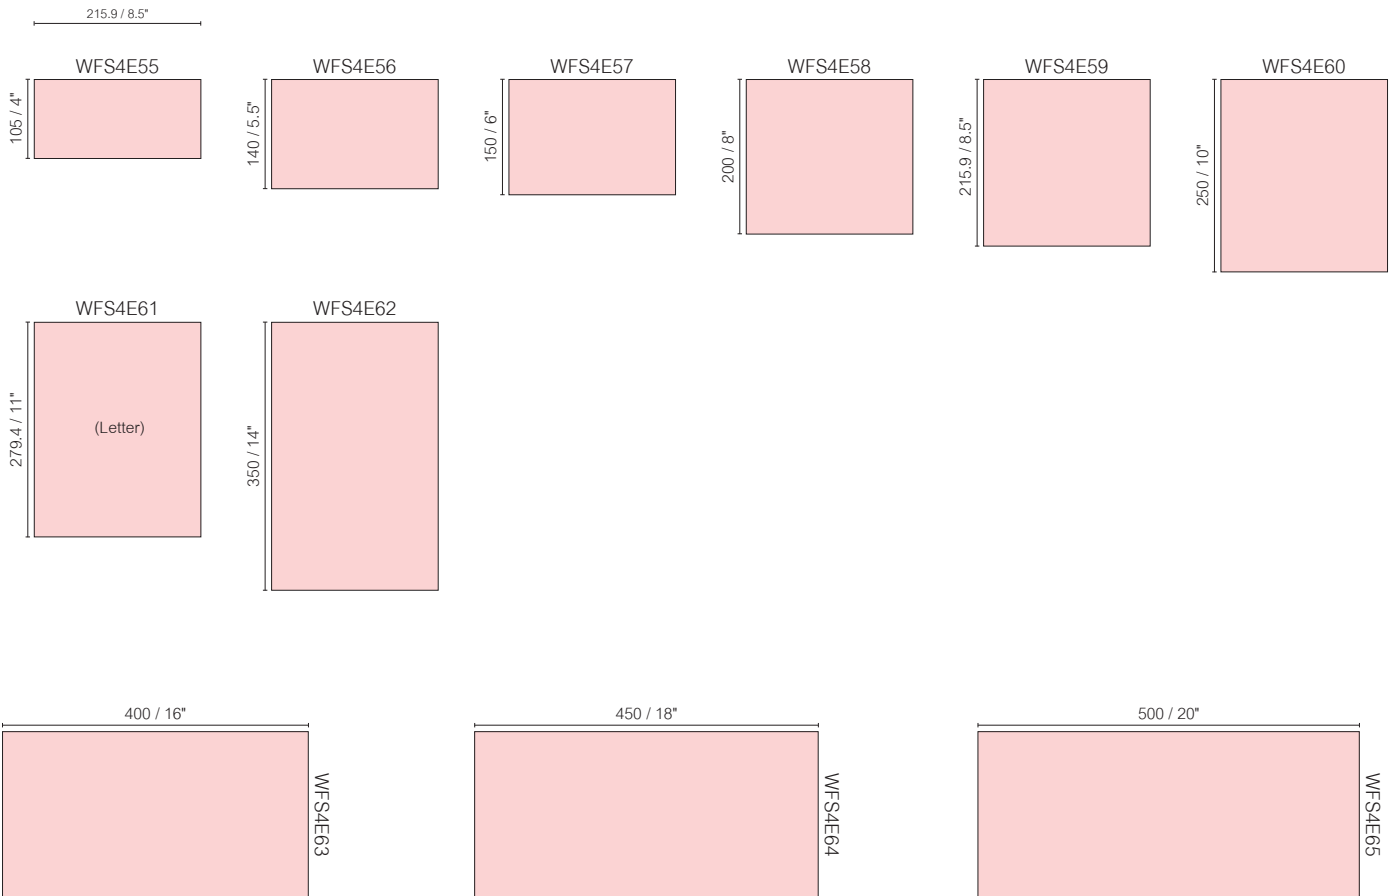 215.9 / 8.5"
WFS4E55
WFS4E56
WFS4E57
WFS4E58
WFS4E59
WFS4E60
105 / 4"
140 / 5.5"
150 / 6"
200 / 8"
215.9 / 8.5"
250 / 10"
WFS4E61
WFS4E62
279.4 / 11"
(Letter)
350 / 14"
400 / 16"
450 / 18"
500 / 20"
WFS4E63
WFS4E64
WFS4E65